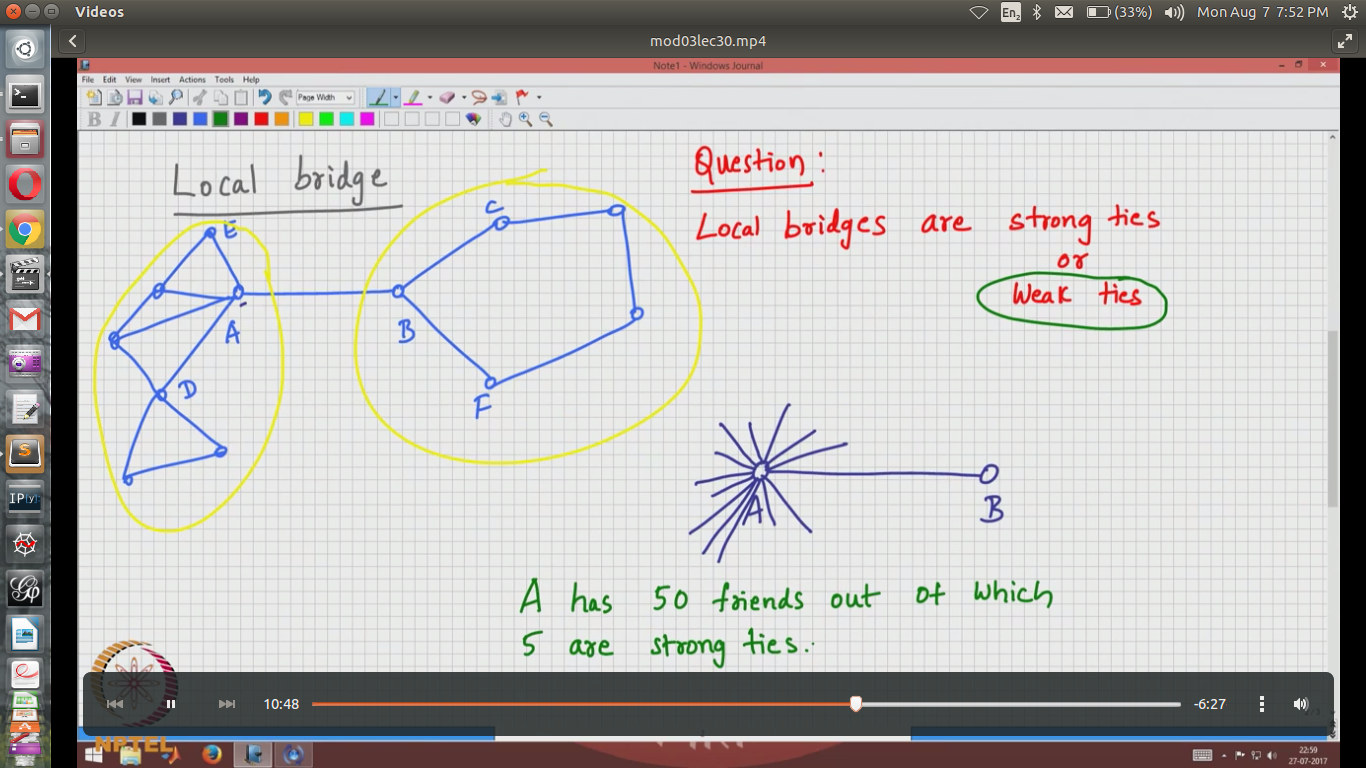 Videos
En2
(33%)
Mon Aug 7 7:52 PM
mod03lec30.mp4
Note1 - Windows Journal
File Edit View Insert Actions Tools Help
Page Width
B I
Local bridge
E
A
D
B
C
F
Question:
Local bridges are strong ties
or
Weak ties
A
B
A has 50 friends out of which
5 are strong ties.
10:48
-6:27
NPTEL
22:59
27-07-2017
IP[y]: